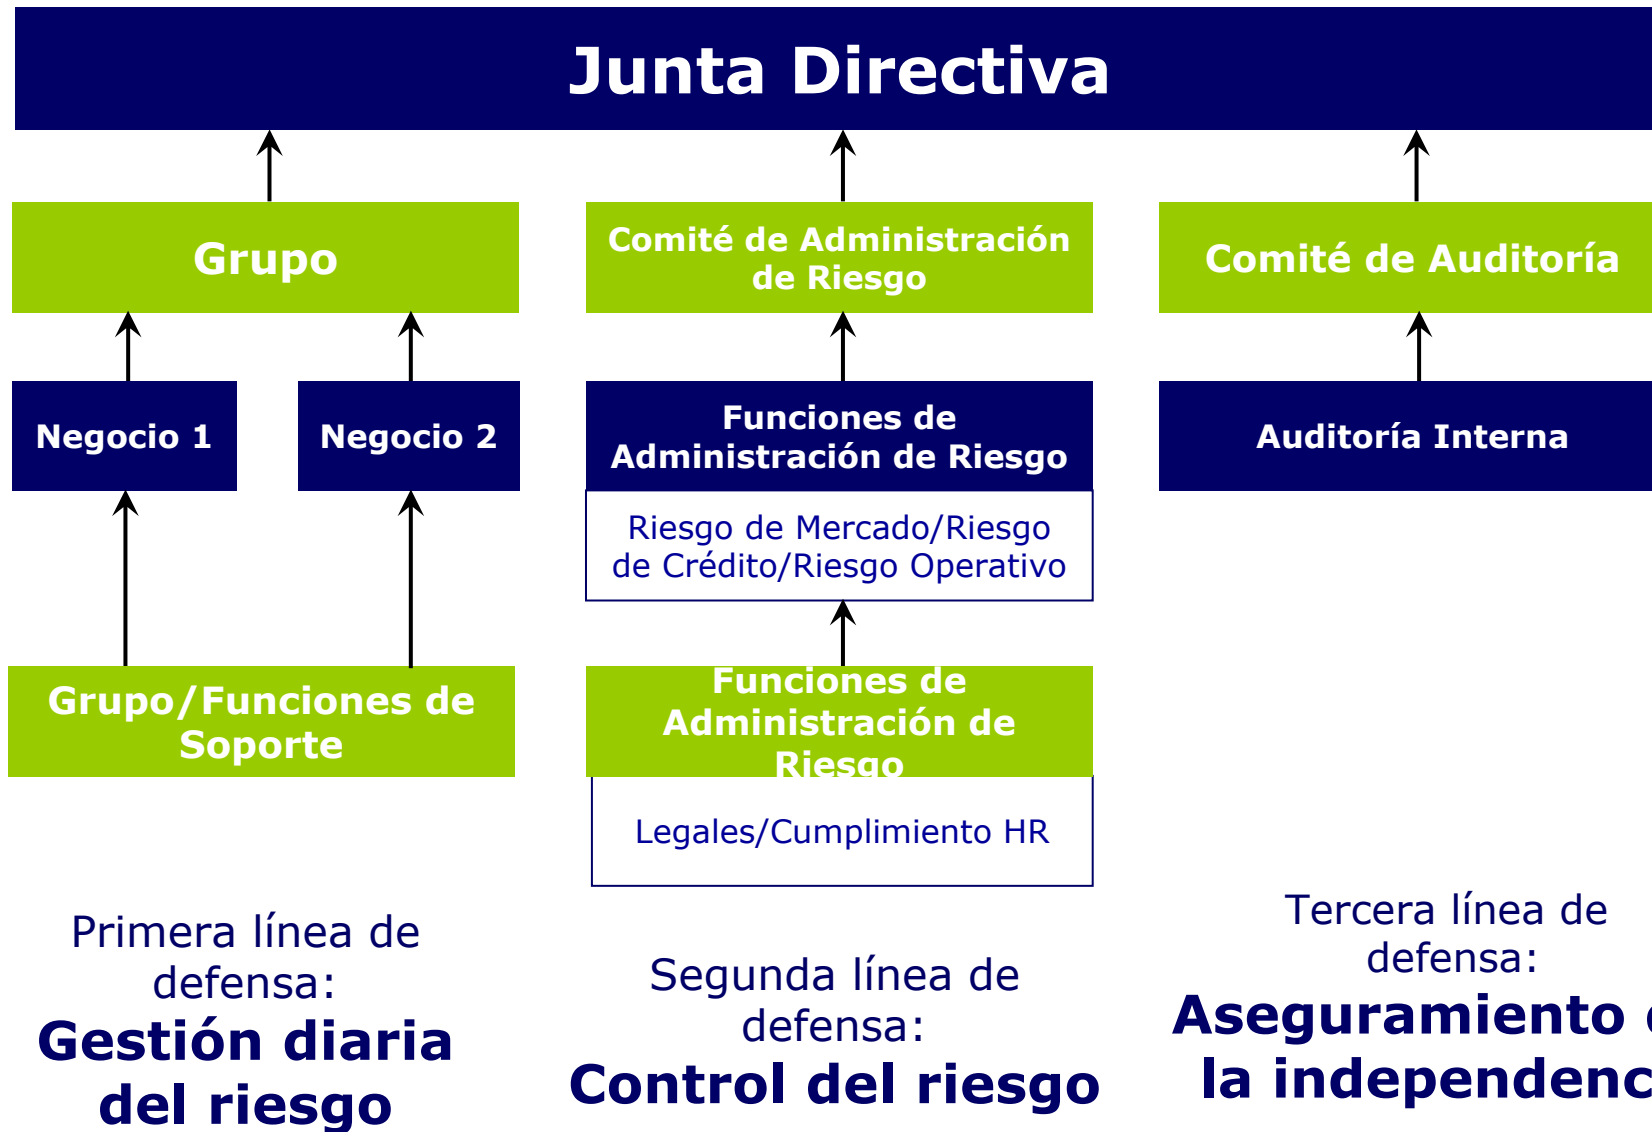 Junta Directiva
Grupo
Comité de Administración
de Riesgo
Comité de Auditoría
Negocio 1
Negocio 2
Funciones de
Administración de Riesgo
Auditoría Interna
Riesgo de Mercado/Riesgo
de Crédito/Riesgo Operativo
Grupo/Funciones de
Soporte
Funciones de
Administración de
Riesgo
Legales/Cumplimiento HR
Primera línea de
defensa:
Gestión diaria
del riesgo
Segunda línea de
defensa:
Control del riesgo
Tercera línea de
defensa:
Aseguramiento
la